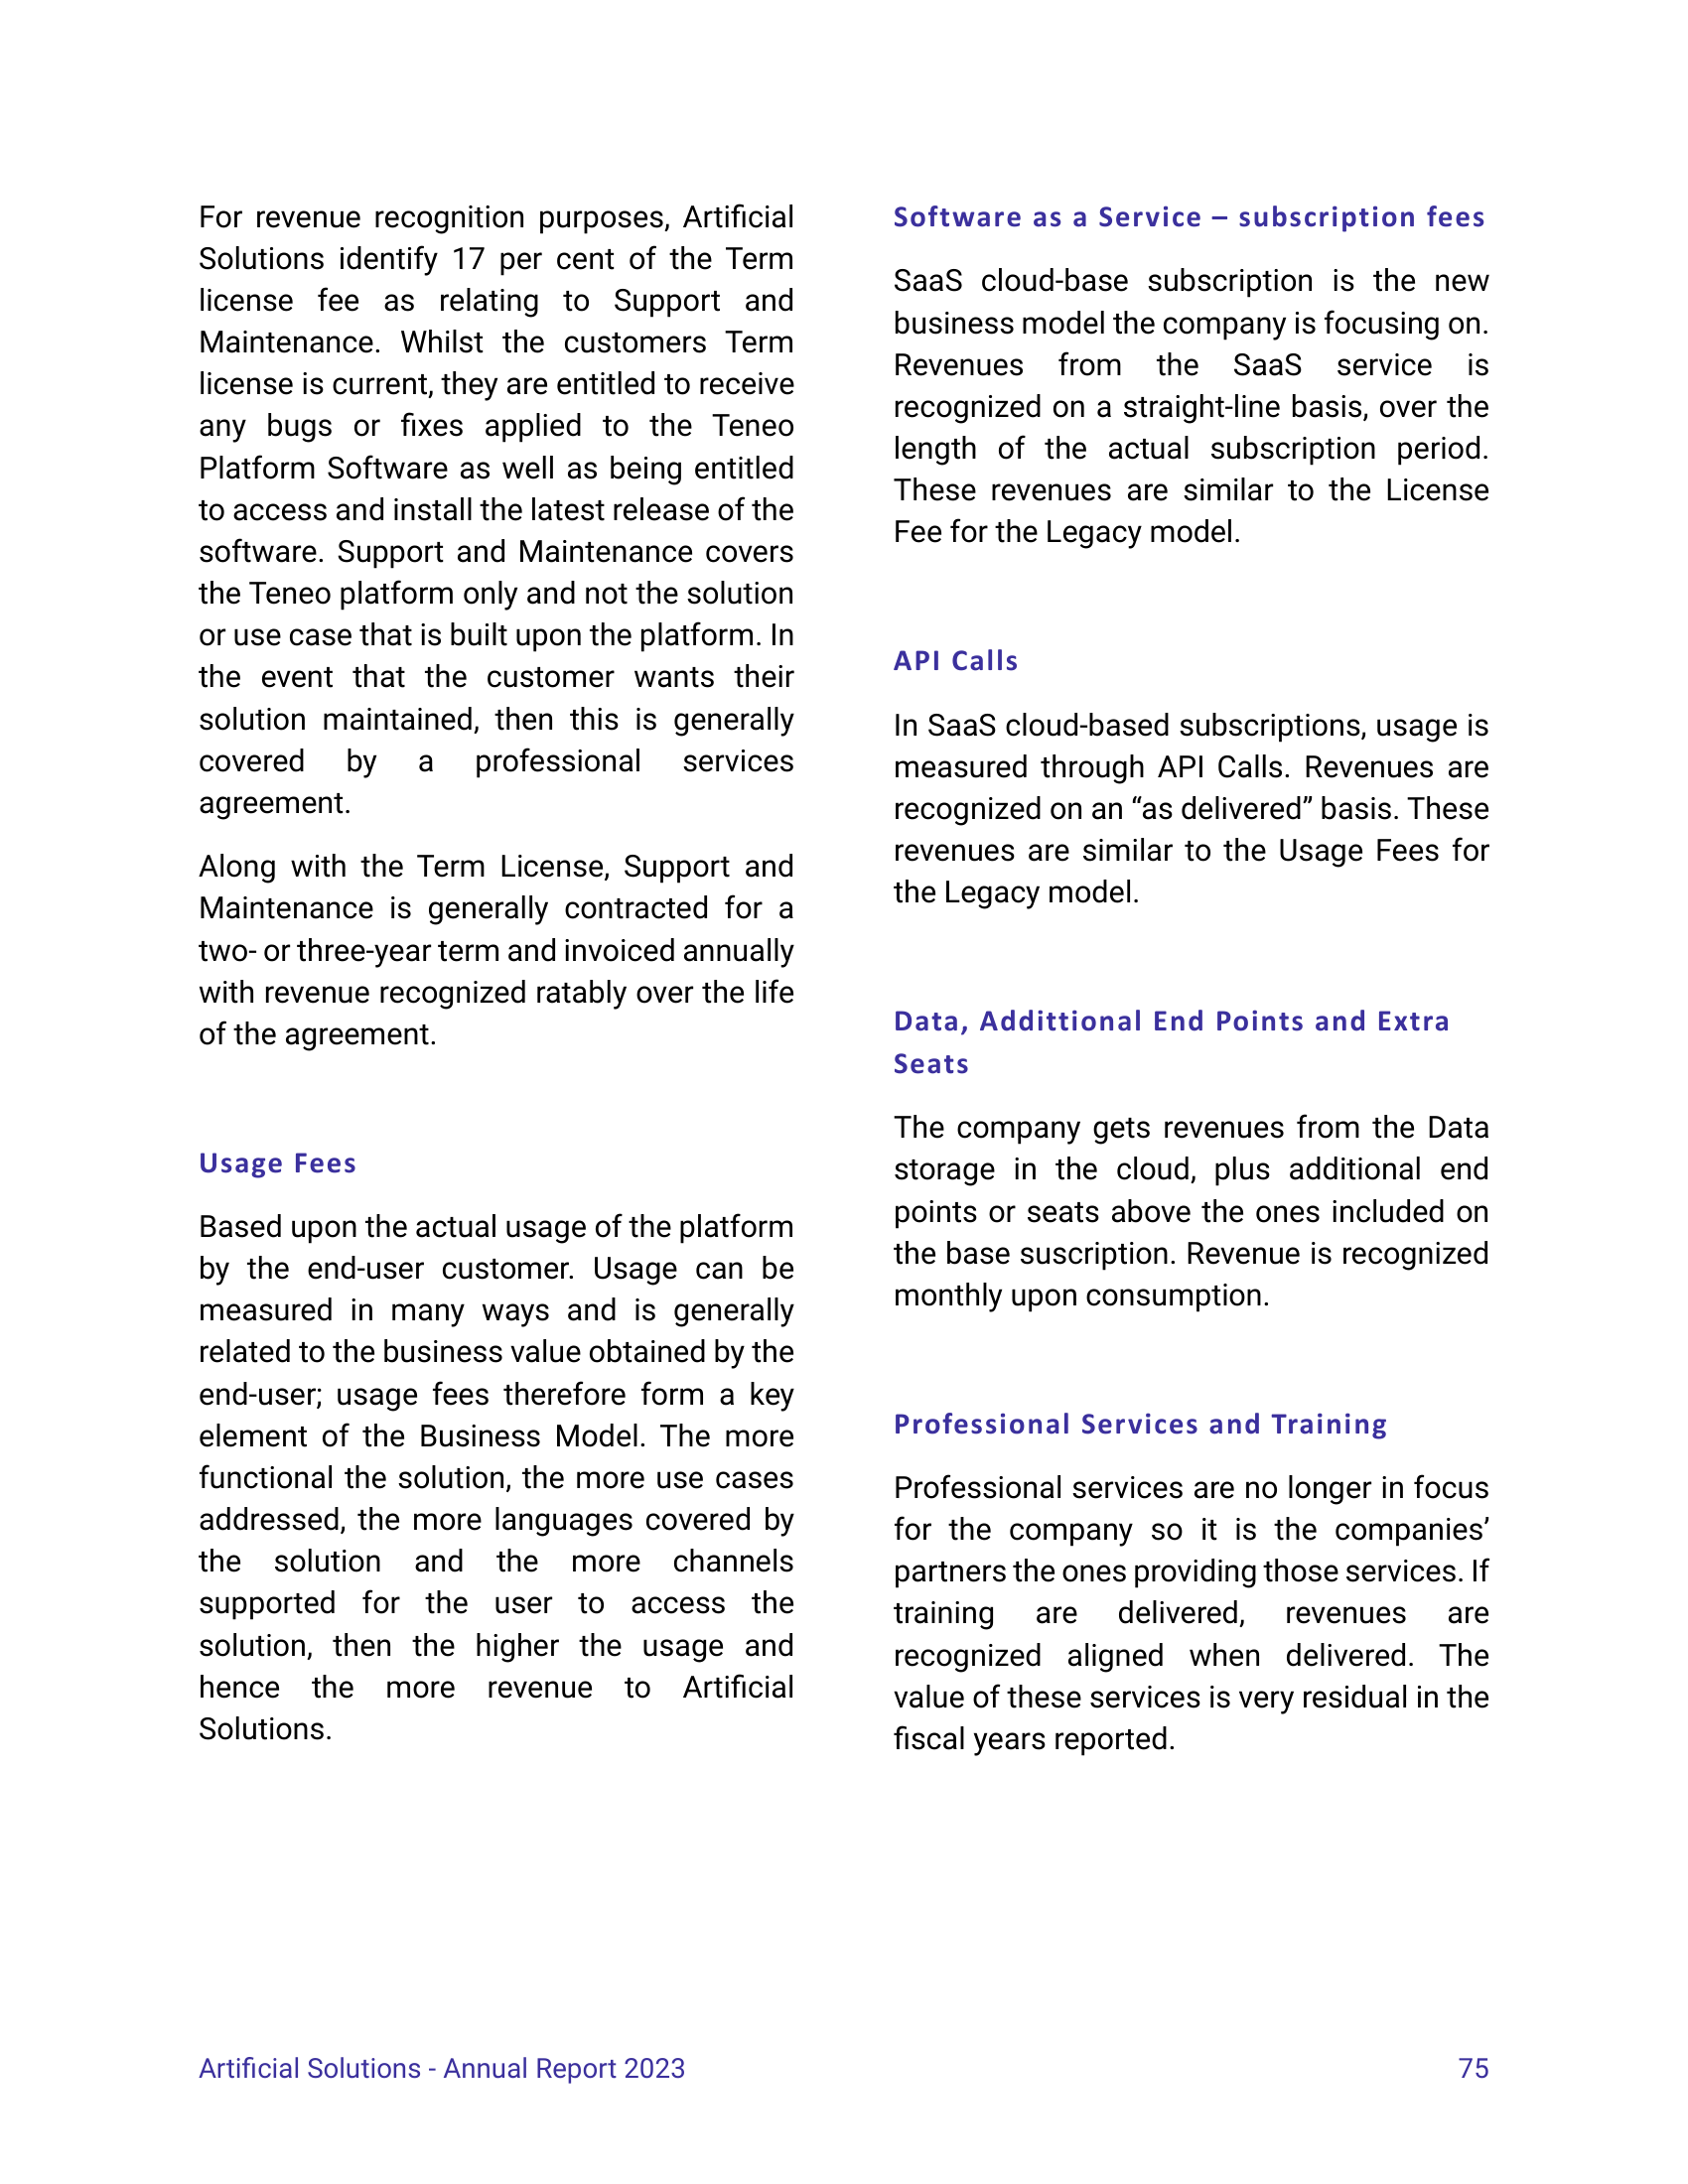 For revenue recognition purposes, Artificial
Solutions identify 17 per cent of the Term
license fee as relating to Support and
Maintenance. Whilst the customers Term
license is current, they are entitled to receive
any bugs or fixes applied to the Teneo
Platform Software as well as being entitled
to access and install the latest release of the
software. Support and Maintenance covers
the Teneo platform only and not the solution
or use case that is built upon the platform. In
the event that the customer wants their
solution maintained, then this is generally
covered by a professional services
agreement.
Along with the Term License, Support and
Maintenance is generally contracted for a
two- or three-year term and invoiced annually
with revenue recognized ratably over the life
of the agreement.
Usage Fees
Based upon the actual usage of the platform
by the end-user customer. Usage can be
measured in many ways and is generally
related to the business value obtained by the
end-user; usage fees therefore form a key
element of the Business Model. The more
functional the solution, the more use cases
addressed, the more languages covered by
the solution and the more channels
supported for the user to access the
solution, then the higher the usage and
hence the more revenue to Artificial
Solutions.
Software as a Service – subscription fees
SaaS cloud-base subscription is the new
business model the company is focusing on.
Revenues from the SaaS service is
recognized on a straight-line basis, over the
length of the actual subscription period.
These revenues are similar to the License
Fee for the Legacy model.
API Calls
In SaaS cloud-based subscriptions, usage is
measured through API Calls. Revenues are
recognized on an “as delivered” basis. These
revenues are similar to the Usage Fees for
the Legacy model.
Data, Addittional End Points and Extra
Seats
The company gets revenues from the Data
storage in the cloud, plus additional end
points or seats above the ones included on
the base suscription. Revenue is recognized
monthly upon consumption.
Professional Services and Training
Professional services are no longer in focus
for the company so it is the companies’
partners the ones providing those services. If
training are delivered, revenues are
recognized aligned when delivered. The
value of these services is very residual in the
fiscal years reported.
Artificial Solutions - Annual Report 2023
75